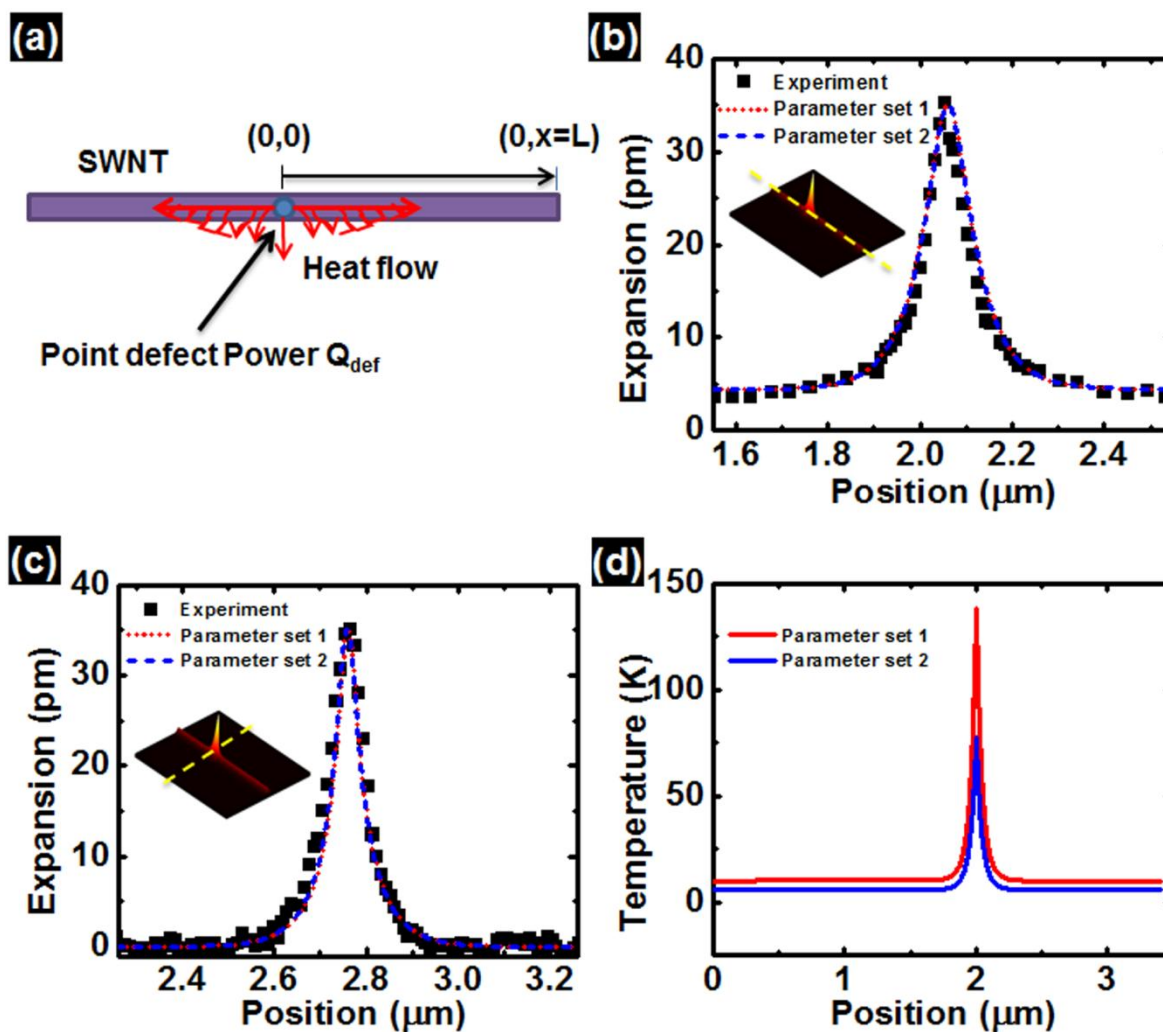 (a)
(0,0)
(0,x=L)
SWNT
Heat flow
Point defect Power Qdef
(b)
40
30
20
10
0
Experiment
Parameter set 1
Parameter set 2
Expansion (pm)
1.6 1.8 2.0 2.2 2.4
Position (μm)
(c)
40
30
20
10
0
Experiment
Parameter set 1
Parameter set 2
Expansion (pm)
2.4 2.6 2.8 3.0 3.2
Position (μm)
(d)
150
100
50
0
Parameter set 1
Parameter set 2
Temperature (K)
0 1 2 3
Position (μm)